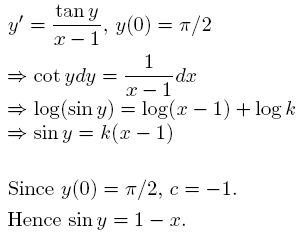 y′ = tan y / (x − 1), y(0) = π/2
⇒ cot ydy = 1 / (x − 1) dx
⇒ log(sin y) = log(x − 1) + log k
⇒ sin y = k(x − 1)
Since y(0) = π/2, c = −1.
Hence sin y = 1 − x.